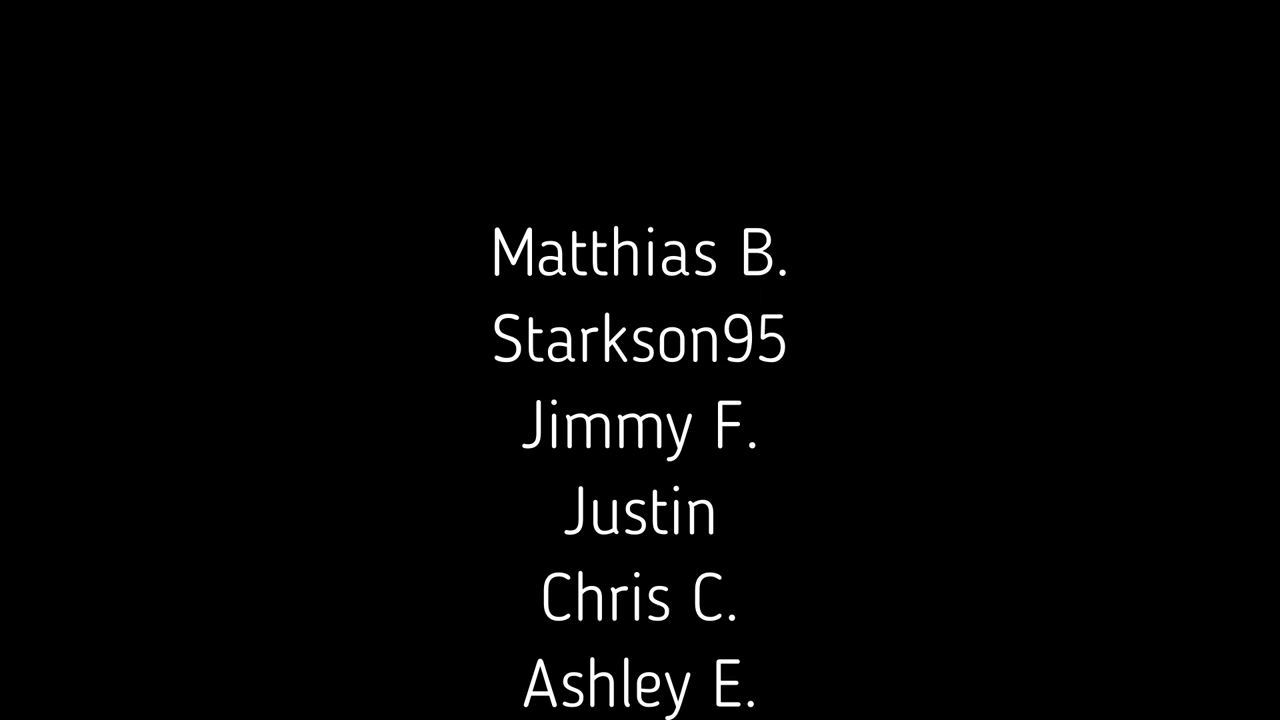 Matthias B.
Starkson95
Jimmy F.
Justin
Chris C.
Ashley E.